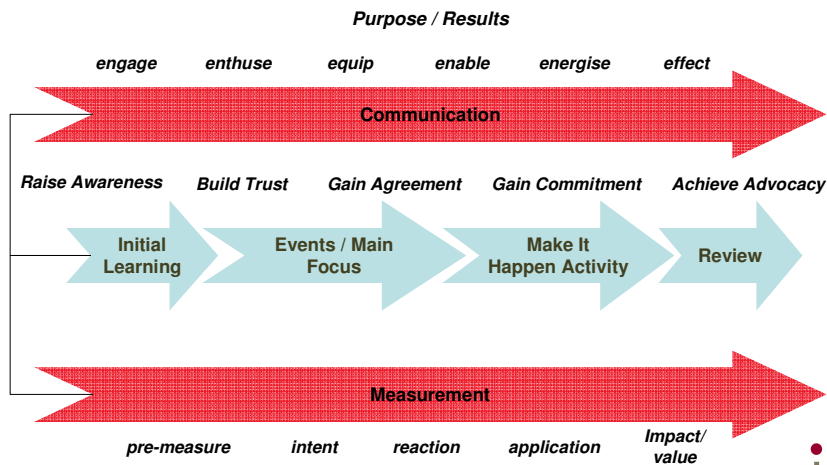 Purpose / Results
engage enthuse equip enable energise effect
Communication
Raise Awareness Build Trust Gain Agreement Gain Commitment Achieve Advocacy
Initial
Learning
Events / Main
Focus
Make It
Happen Activity
Review
Measurement
pre-measure intent reaction application Impact/
value